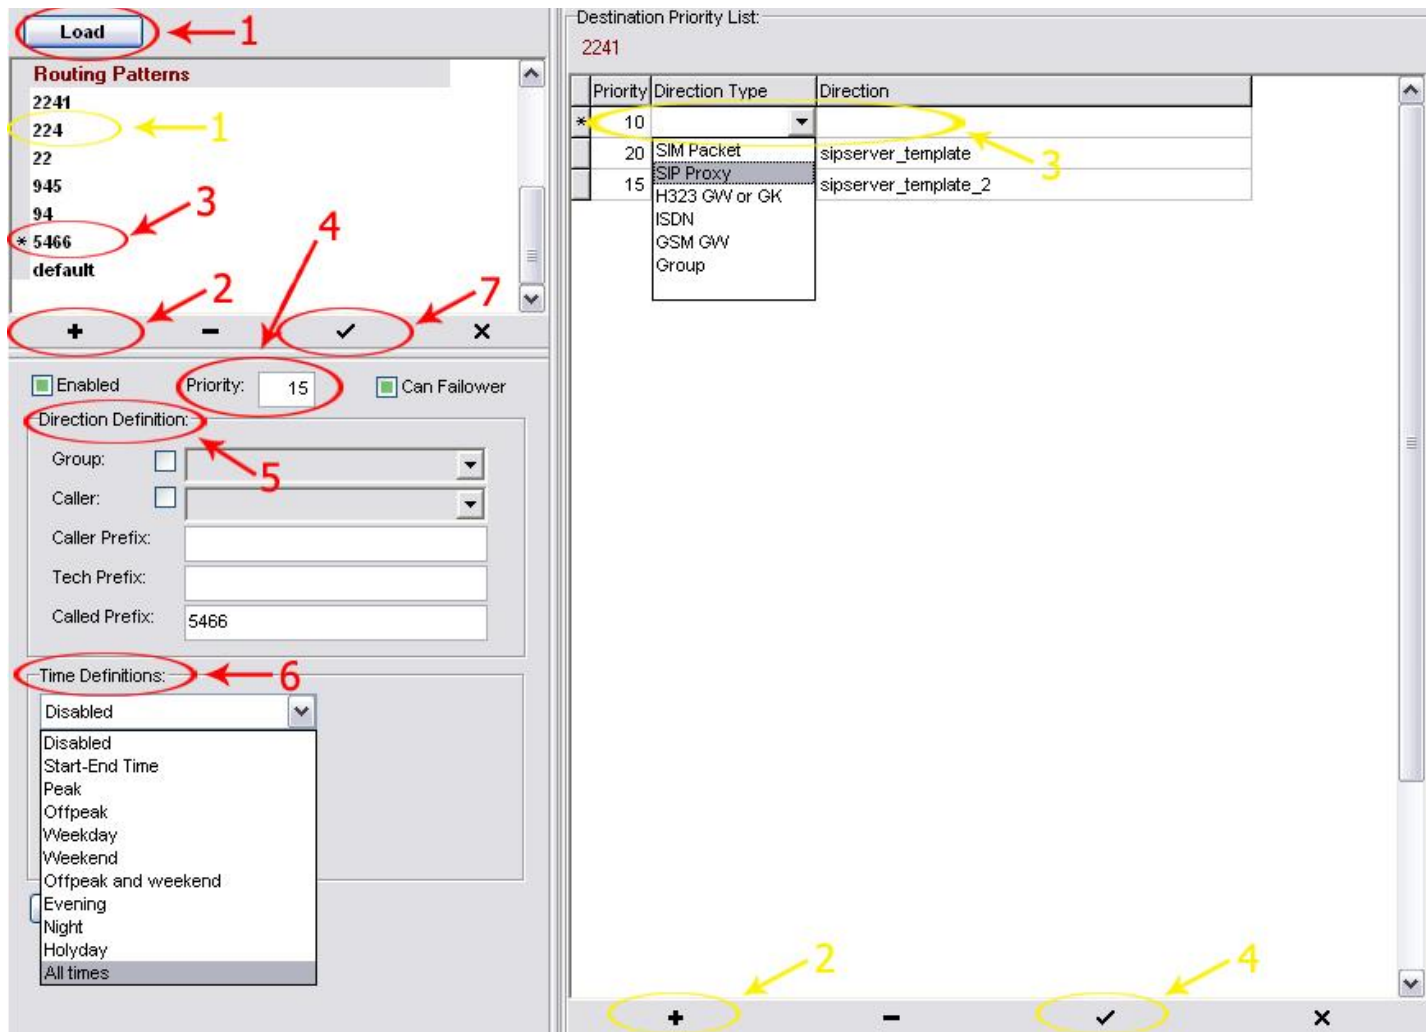 Load
1
Routing Patterns
2241
224
1
22
945
94
3
* 5466
default
4
2
7
+ − ✓ ×
Enabled
Priority: 15
Can Failower
Direction Definition:
5
Group:
Caller:
Caller Prefix:
Tech Prefix:
Called Prefix: 5466
Time Definitions:
6
Disabled
Disabled
Start-End Time
Peak
Offpeak
Weekday
Weekend
Offpeak and weekend
Evening
Night
Holyday
All times
Destination Priority List:
2241
Priority Direction Type Direction
* 10
3
20 sipserver_template
15 sipserver_template_2
SIM Packet
SIP Proxy
H323 GW or GK
ISDN
GSM GW
Group
2
4
+ − ✓ ×